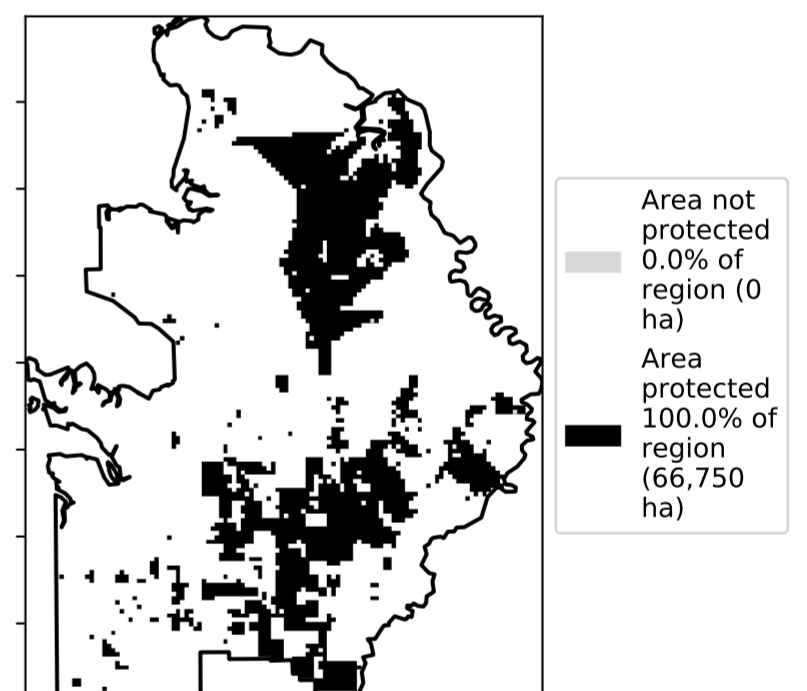 Area not
protected
0.0% of
region (0
ha)
Area
protected
100.0% of
region
(66,750
ha)